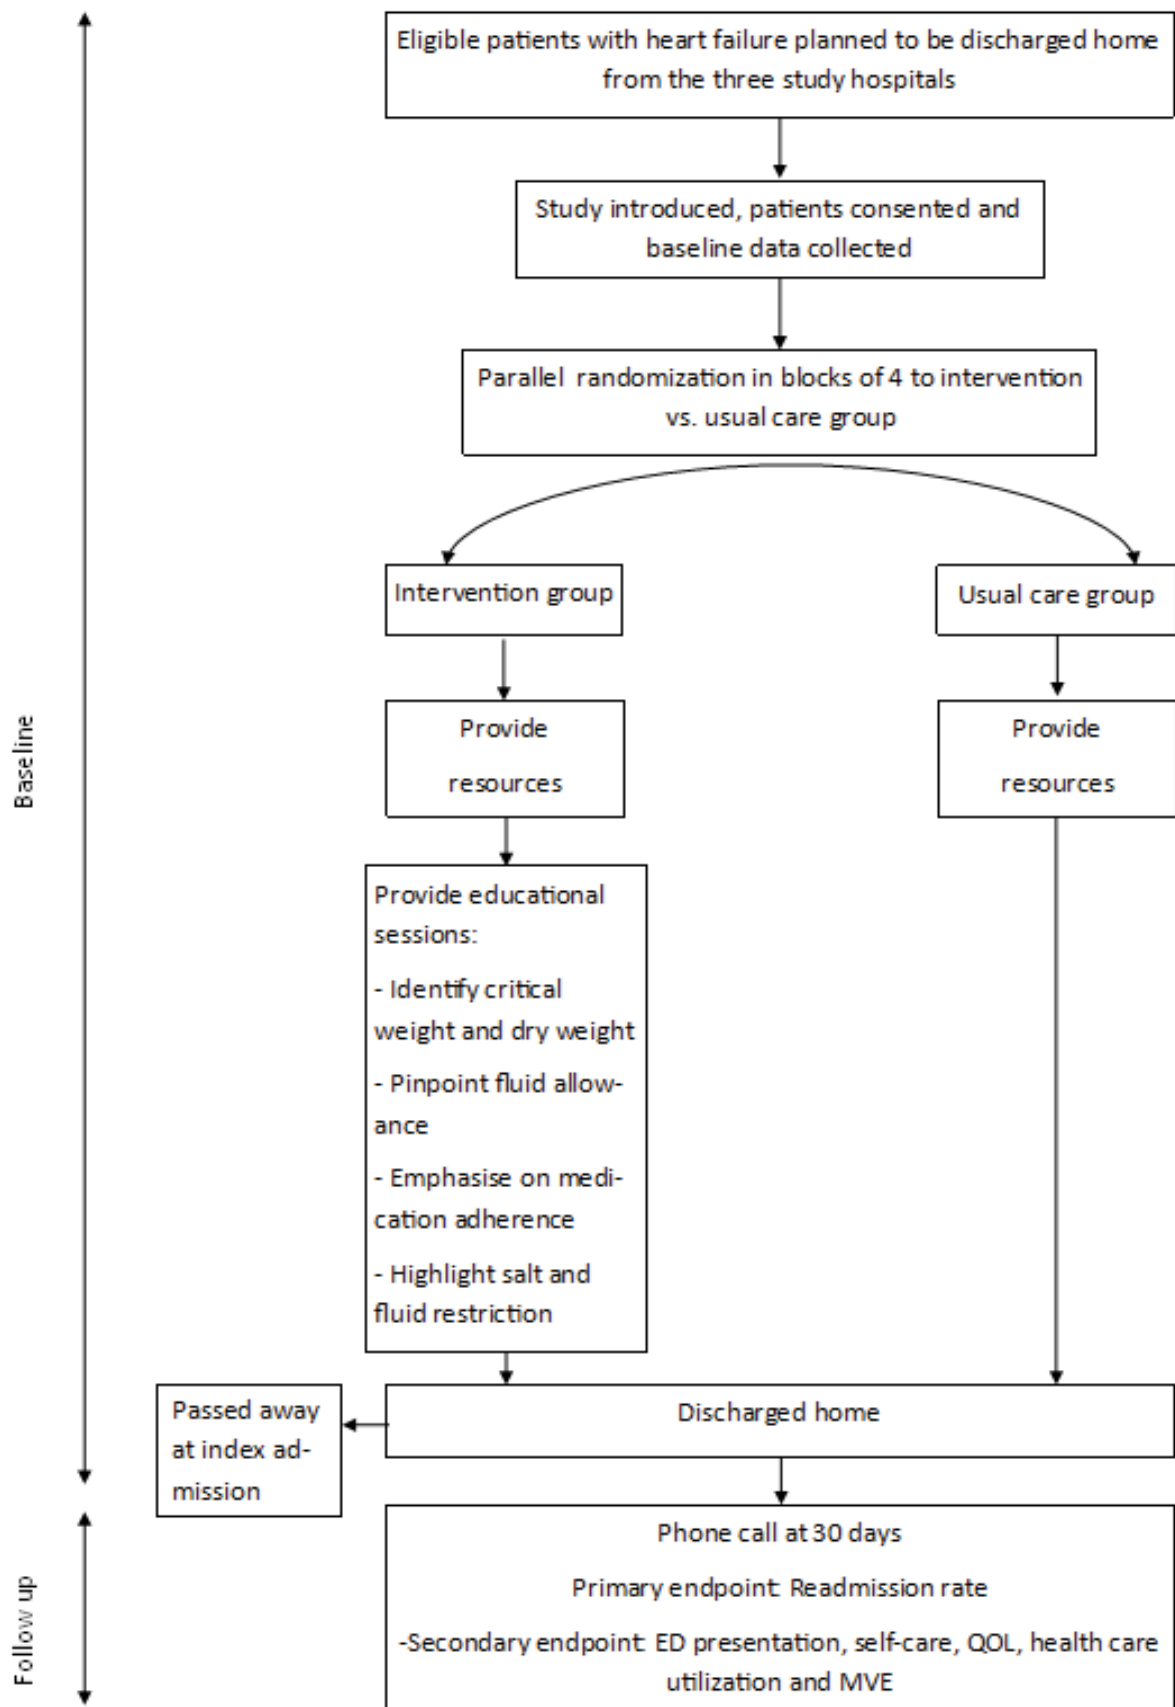 Eligible patients with heart failure planned to be discharged home
from the three study hospitals
Study introduced, patients consented and
baseline data collected
Parallel randomization in blocks of 4 to intervention
vs. usual care group
Intervention group
Usual care group
Provide
resources
Provide
resources
Baseline
Provide educational
sessions:
- Identify critical
weight and dry weight
- Pinpoint fluid allow-
ance
- Emphasise on medi-
cation adherence
- Highlight salt and
fluid restriction
Passed away
at index ad-
mission
Discharged home
Follow up
Phone call at 30 days
Primary endpoint: Readmission rate
-Secondary endpoint: ED presentation, self-care, QOL, health care
utilization and MVE